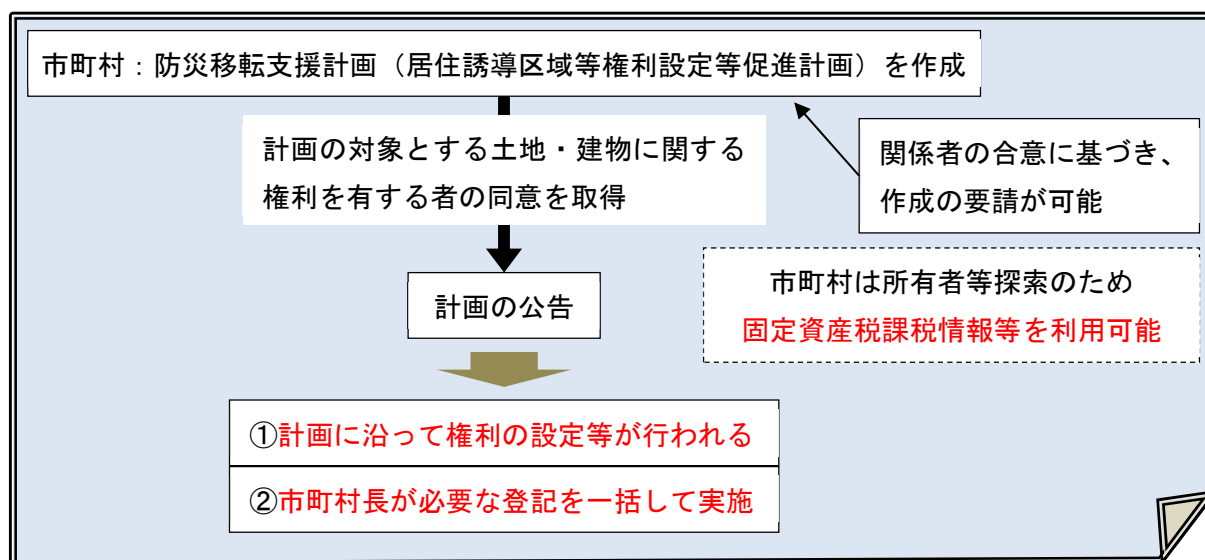 市町村：防災移転支援計画（居住誘導区域等権利設定等促進計画）を作成
計画の対象とする土地・建物に関する
権利を有する者の同意を取得
関係者の合意に基づき、
作成の要請が可能
市町村は所有者等探索のため
固定資産税課税情報等を利用可能
計画の公告
①計画に沿って権利の設定等が行われる
②市町村長が必要な登記を一括して実施